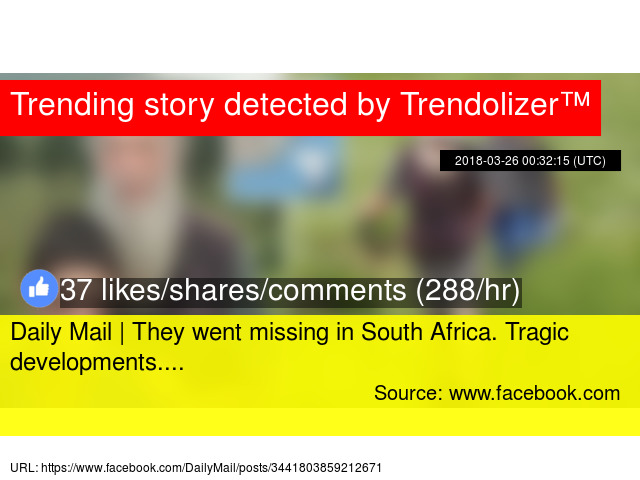 Trending story detected by Trendolizer™
2018-03-26 00:32:15 (UTC)
37 likes/shares/comments (288/hr)
Daily Mail | They went missing in South Africa. Tragic
developments....
Source: www.facebook.com
URL: https://www.facebook.com/DailyMail/posts/3441803859212671